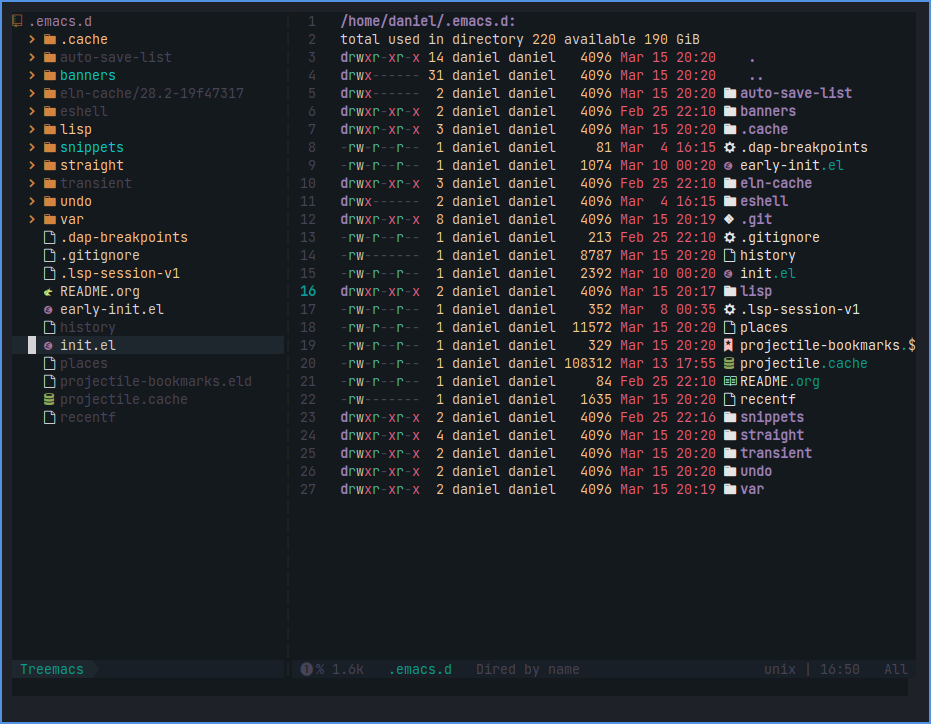 .emacs.d
.cache
auto-save-list
banners
eln-cache/28.2-19f47317
eshell
lisp
snippets
straight
transient
undo
var
.dap-breakpoints
.gitignore
.lsp-session-v1
README.org
early-init.el
history
init.el
places
projectile-bookmarks.eld
projectile.cache
recentf
Treemacs
1 /home/daniel/.emacs.d:
2 total used in directory 220 available 190 GiB
3 drwxr-xr-x 14 daniel daniel 4096 Mar 15 20:20 .
4 drwx------ 31 daniel daniel 4096 Mar 15 20:20 ..
5 drwx------ 2 daniel daniel 4096 Mar 15 20:20 auto-save-list
6 drwxr-xr-x 2 daniel daniel 4096 Feb 25 22:10 banners
7 drwxr-xr-x 3 daniel daniel 4096 Mar 15 20:20 .cache
8 -rw-r--r-- 1 daniel daniel 81 Mar 4 16:15 .dap-breakpoints
9 -rw-r--r-- 1 daniel daniel 1074 Mar 10 00:20 early-init.el
10 drwxr-xr-x 3 daniel daniel 4096 Feb 25 22:10 eln-cache
11 drwx------ 2 daniel daniel 4096 Mar 4 16:15 eshell
12 drwxr-xr-x 8 daniel daniel 4096 Mar 15 20:19 .git
13 -rw-r--r-- 1 daniel daniel 213 Feb 25 22:10 .gitignore
14 -rw------- 1 daniel daniel 8787 Mar 15 20:20 history
15 -rw-r--r-- 1 daniel daniel 2392 Mar 10 00:20 init.el
16 drwxr-xr-x 2 daniel daniel 4096 Mar 15 20:17 lisp
17 -rw-r--r-- 1 daniel daniel 352 Mar 8 00:35 .lsp-session-v1
18 -rw-r--r-- 1 daniel daniel 11572 Mar 15 20:20 places
19 -rw-r--r-- 1 daniel daniel 329 Mar 15 20:20 projectile-bookmarks.$
20 -rw-r--r-- 1 daniel daniel 108312 Mar 13 17:55 projectile.cache
21 -rw-r--r-- 1 daniel daniel 84 Feb 25 22:10 README.org
22 -rw------- 1 daniel daniel 1635 Mar 15 20:20 recentf
23 drwxr-xr-x 2 daniel daniel 4096 Feb 25 22:16 snippets
24 drwxr-xr-x 4 daniel daniel 4096 Mar 15 20:20 straight
25 drwxr-xr-x 2 daniel daniel 4096 Mar 15 20:20 transient
26 drwxr-xr-x 2 daniel daniel 4096 Mar 15 20:20 undo
27 drwxr-xr-x 2 daniel daniel 4096 Mar 15 20:19 var
1 % 1.6k .emacs.d Dired by name unix | 16:50 All